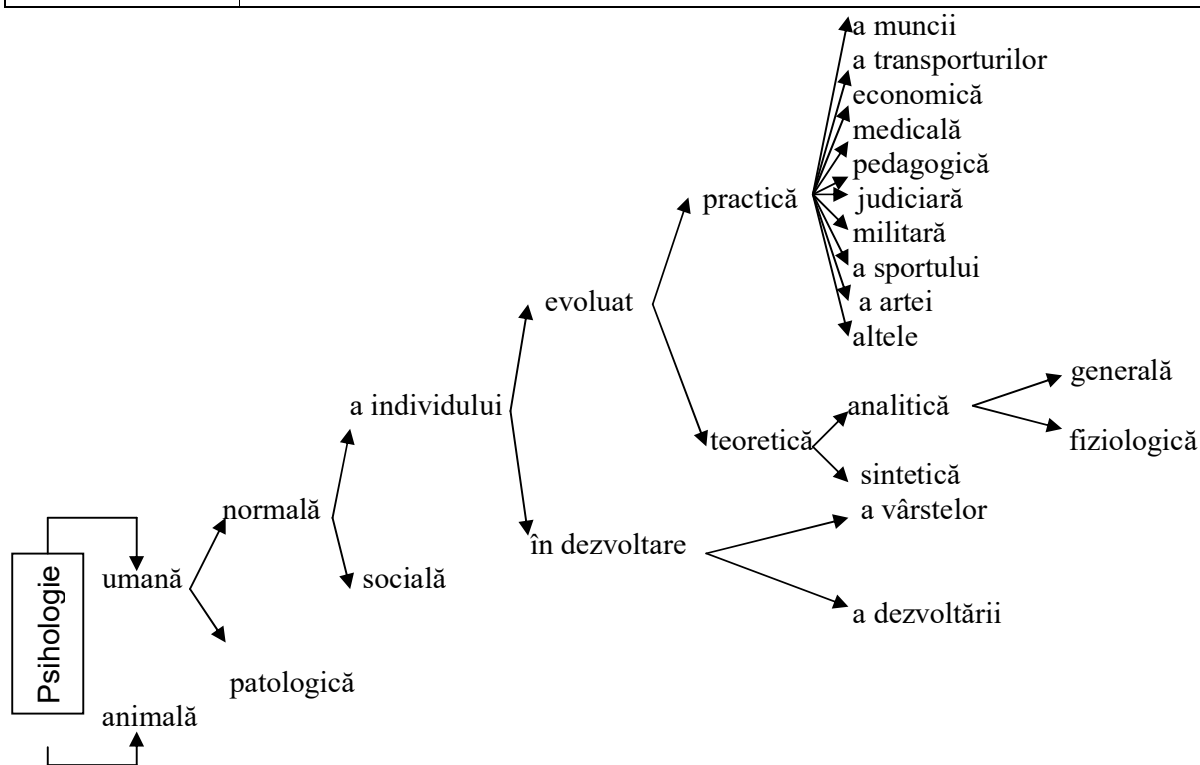 a muncii
a transporturilor
economică
medicală
pedagogică
practică
judiciară
militară
a sportului
evoluat
a artei
altele
generală
a individului
analitică
teoretică
fiziologică
sintetică
normală
a vârstelor
în dezvoltare
umană
socială
a dezvoltării
Psihologie
patologică
animală